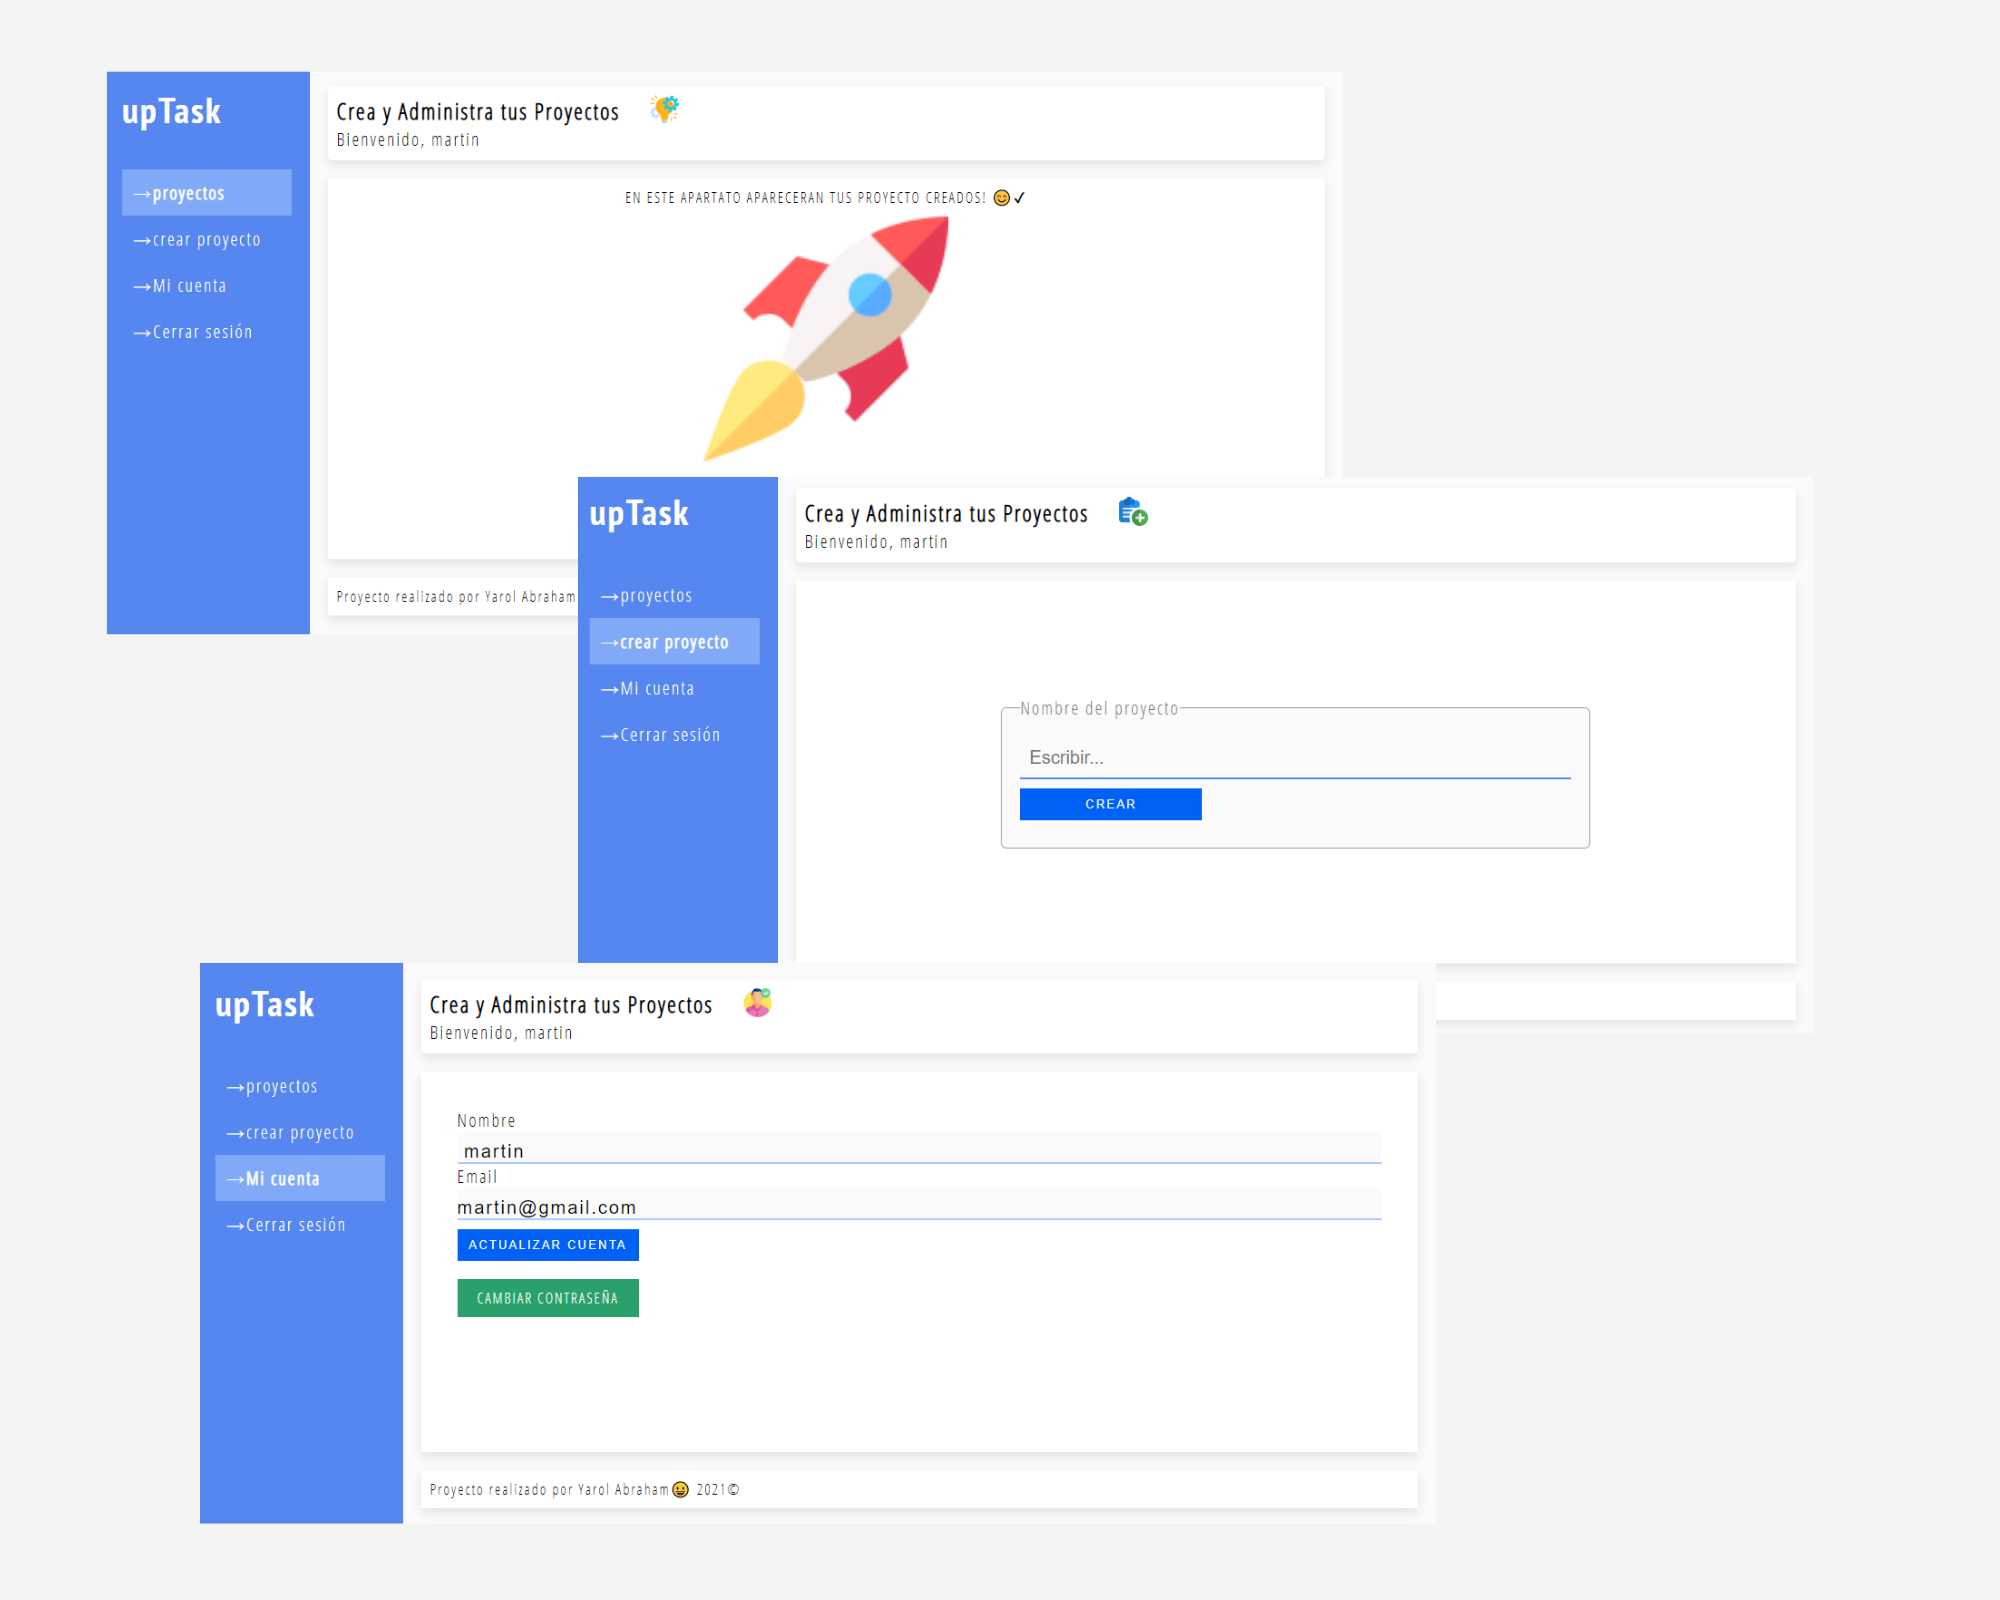 upTask
→proyectos
→crear proyecto
→Mi cuenta
→Cerrar sesión
Crea y Administra tus Proyectos
Bienvenido, martin
EN ESTE APARTATO APARECERAN TUS PROYECTO CREADOS! 😊✓
Proyecto realizado por Yarol Abraham
upTask
→proyectos
→crear proyecto
→Mi cuenta
→Cerrar sesión
Crea y Administra tus Proyectos
Bienvenido, martin
Nombre del proyecto
Escribir...
CREAR
upTask
→proyectos
→crear proyecto
→Mi cuenta
→Cerrar sesión
Crea y Administra tus Proyectos
Bienvenido, martin
Nombre
martin
Email
martin@gmail.com
ACTUALIZAR CUENTA
CAMBIAR CONTRASEÑA
Proyecto realizado por Yarol Abraham😀 2021©